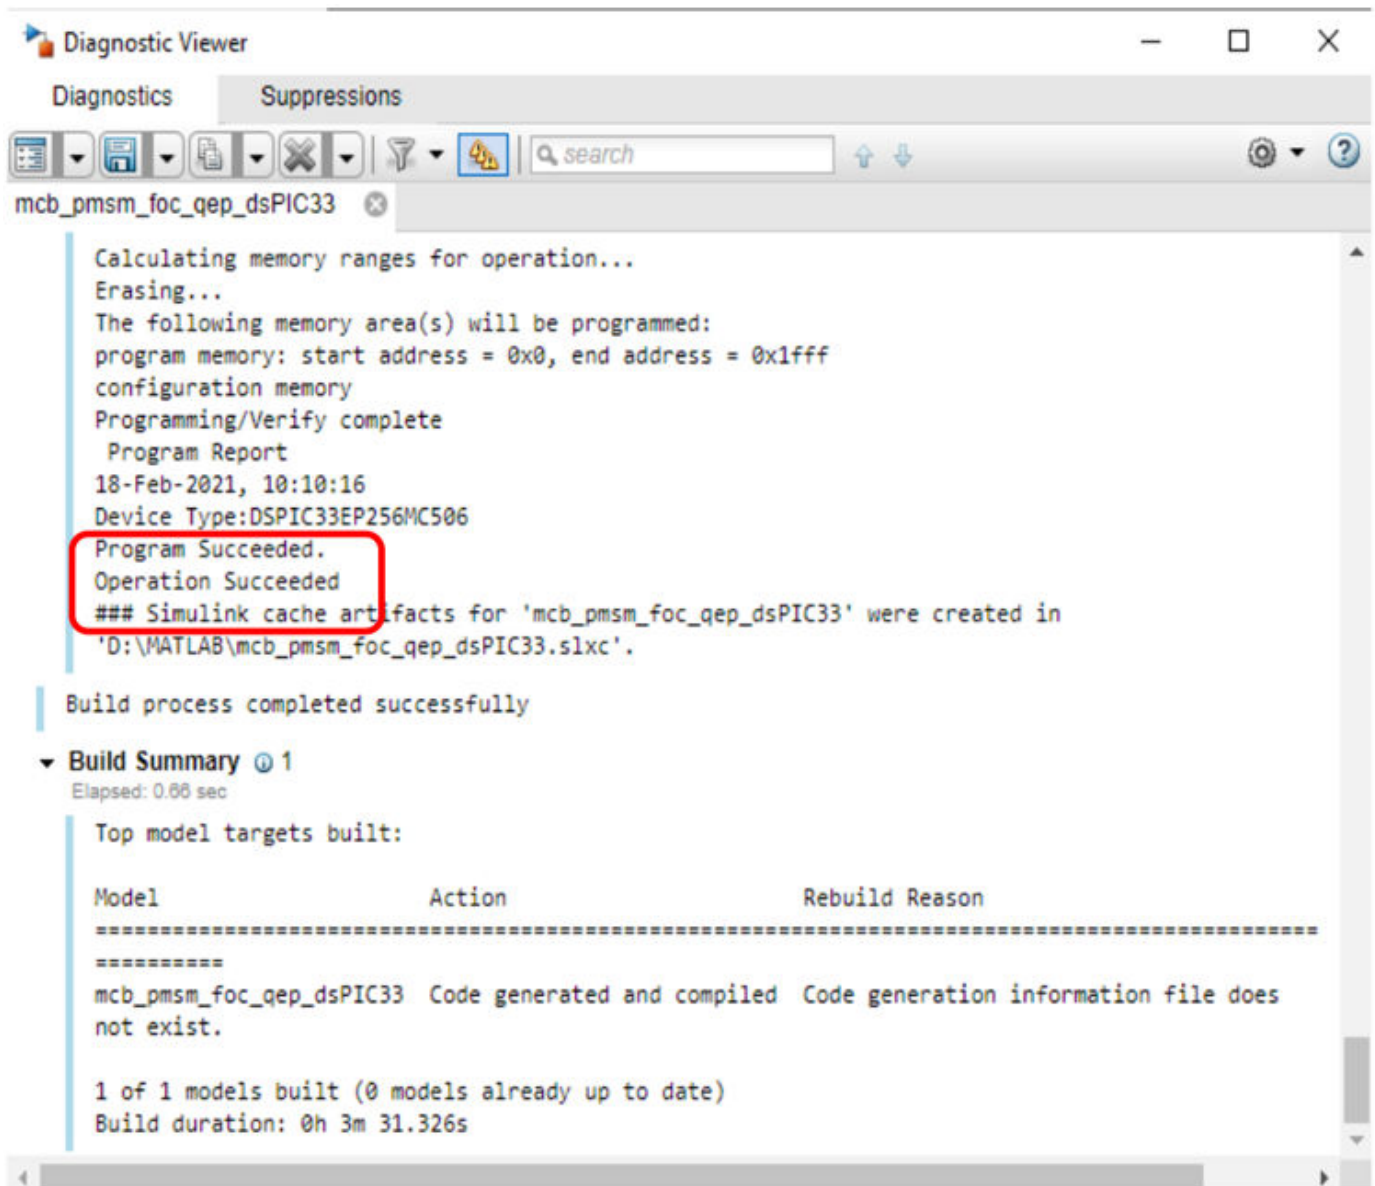 Diagnostic Viewer
Diagnostics Suppressions
search
mcb_pmsm_foc_qep_dsPIC33
Calculating memory ranges for operation...
Erasing...
The following memory area(s) will be programmed:
program memory: start address = 0x0, end address = 0x1fff
configuration memory
Programming/Verify complete
Program Report
18-Feb-2021, 10:10:16
Device Type:DSPIC33EP256MC506
Program Succeeded.
Operation Succeeded
### Simulink cache artifacts for 'mcb_pmsm_foc_qep_dsPIC33' were created in
'D:\MATLAB\mcb_pmsm_foc_qep_dsPIC33.slxc'.
Build process completed successfully
Build Summary 1
Elapsed: 0.66 sec
Top model targets built:
Model Action Rebuild Reason
===============================================================================================
==========
mcb_pmsm_foc_qep_dsPIC33 Code generated and compiled Code generation information file does
not exist.
1 of 1 models built (0 models already up to date)
Build duration: 0h 3m 31.326s